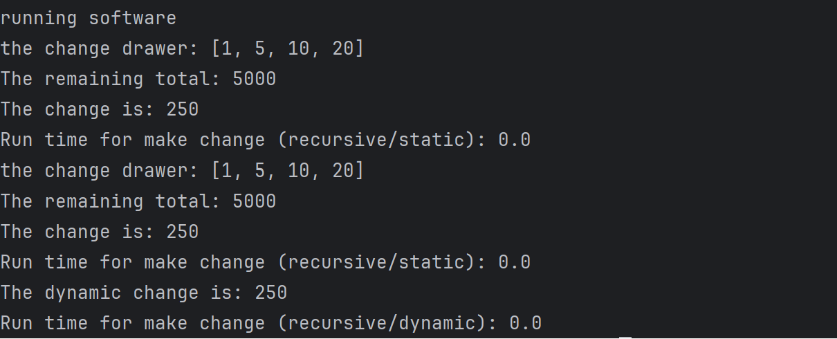 running software
the change drawer: [1, 5, 10, 20]
The remaining total: 5000
The change is: 250
Run time for make change (recursive/static): 0.0
the change drawer: [1, 5, 10, 20]
The remaining total: 5000
The change is: 250
Run time for make change (recursive/static): 0.0
The dynamic change is: 250
Run time for make change (recursive/dynamic): 0.0